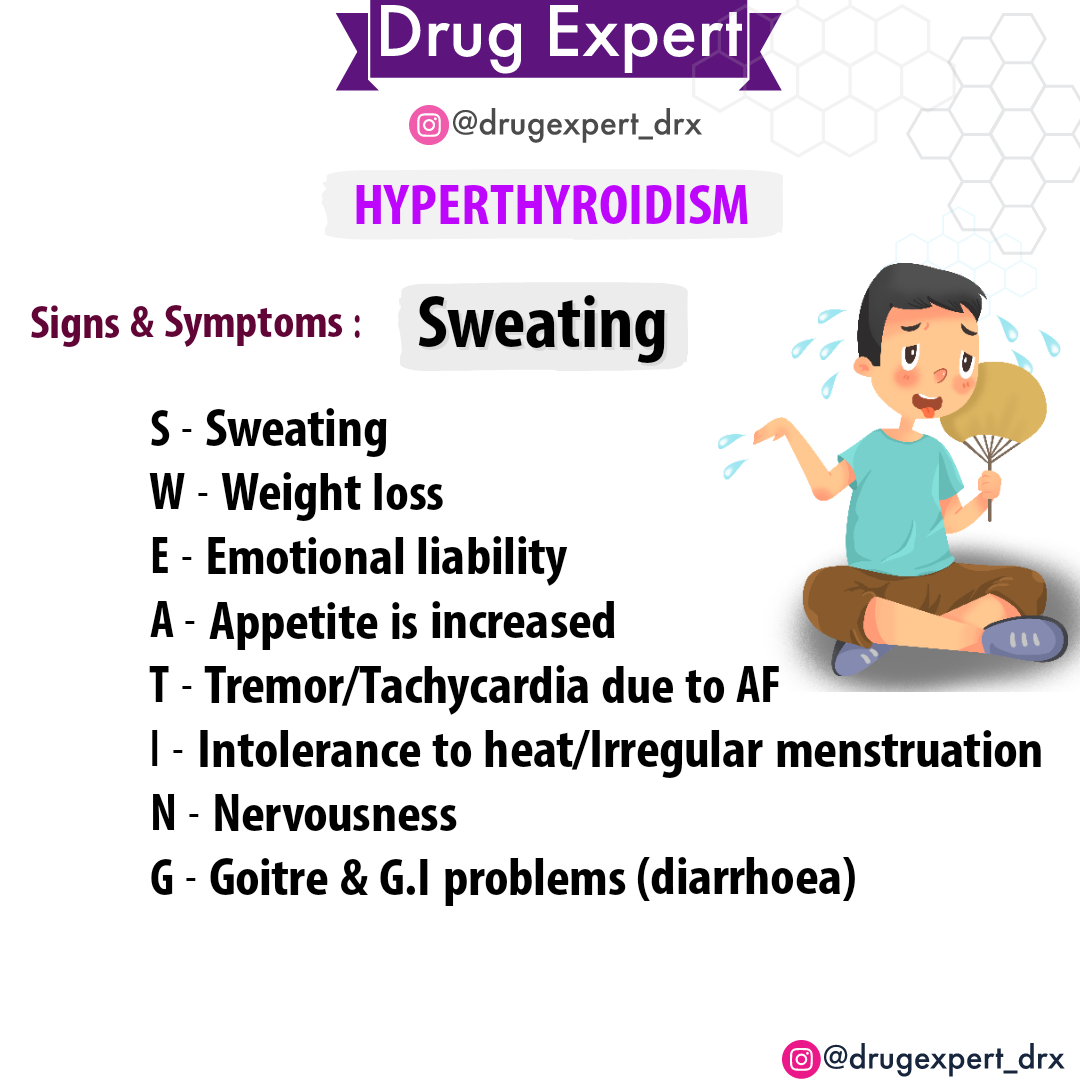 Drug Expert
@drugexpert_drx
HYPERTHYROIDISM
Signs & Symptoms : Sweating
S - Sweating
W - Weight loss
E - Emotional liability
A - Appetite is increased
T - Tremor/Tachycardia due to AF
I - Intolerance to heat/Irregular menstruation
N - Nervousness
G - Goitre & G.I problems (diarrhoea)
@drugexpert_drx